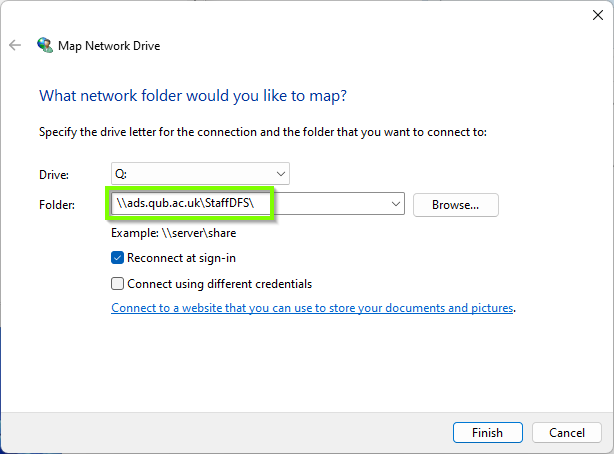 Map Network Drive
What network folder would you like to map?
Specify the drive letter for the connection and the folder that you want to connect to:
Drive: Q:
Folder: \\ads.qub.ac.uk\StaffDFS\ Browse...
Example: \\server\share
Reconnect at sign-in
Connect using different credentials
Connect to a website that you can use to store your documents and pictures.
Finish Cancel